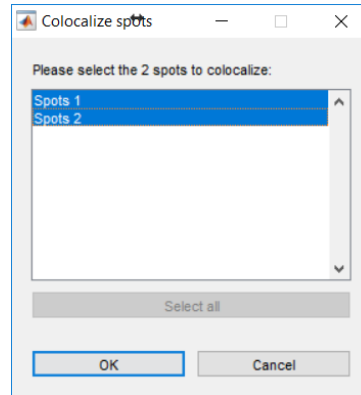 Colocalize spots
Please select the 2 spots to colocalize:
Spots 1
Spots 2
Select all
OK
Cancel